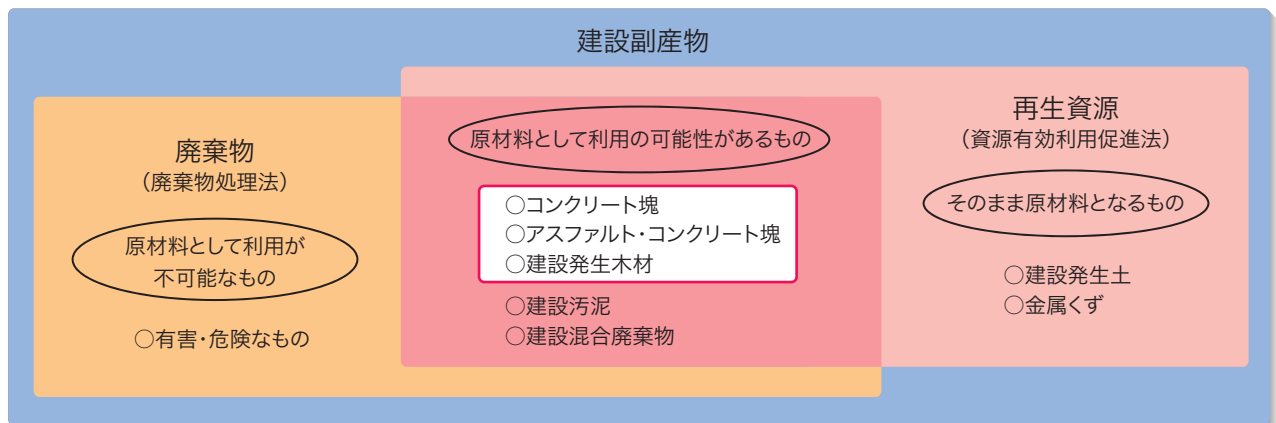 建設副産物
廃棄物
（廃棄物処理法）
原材料として利用が
不可能なもの
○有害・危険なもの
原材料として利用の可能性があるもの
○コンクリート塊
○アスファルト・コンクリート塊
○建設発生木材
○建設汚泥
○建設混合廃棄物
再生資源
（資源有効利用促進法）
そのまま原材料となるもの
○建設発生土
○金属くず